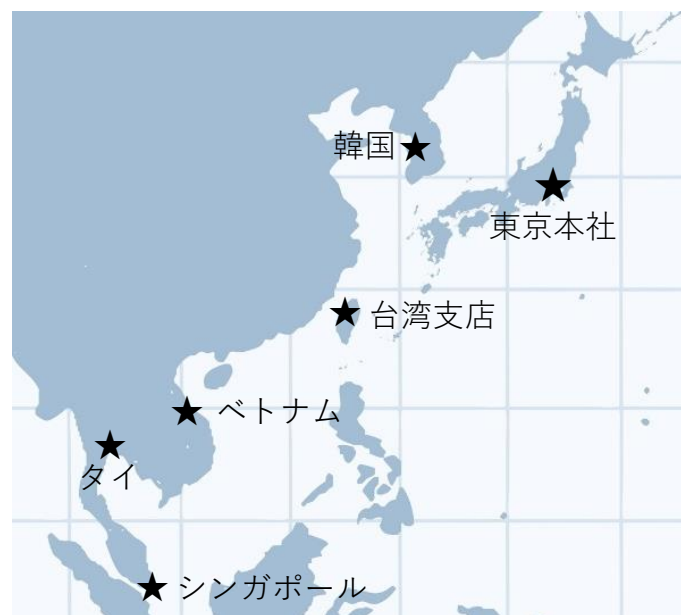 韓国
東京本社
台湾支店
ベトナム
タイ
シンガポール